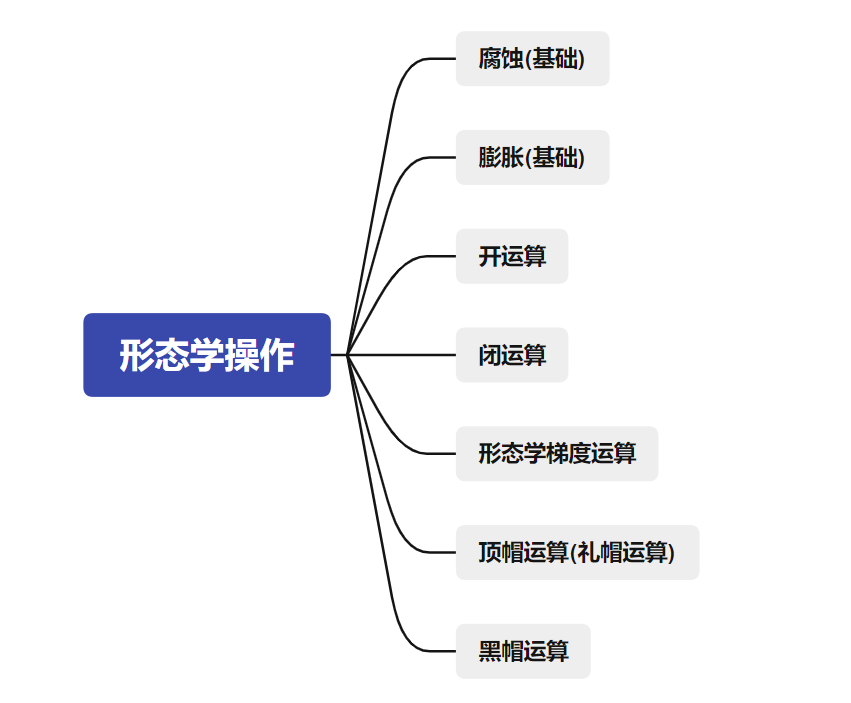 形态学操作
腐蚀(基础)
膨胀(基础)
开运算
闭运算
形态学梯度运算
顶帽运算(礼帽运算)
黑帽运算